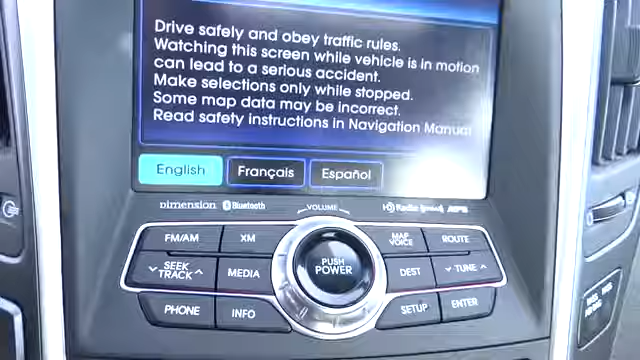 Drive safely and obey traffic rules.
Watching this screen while vehicle is in motion
can lead to a serious accident.
Make selections only while stopped.
Some map data may be incorrect.
Read safety instructions in Navigation Manual
English Français Español
DIMENSION Bluetooth VOLUME HD Radio
FM/AM XM MAP VOICE ROUTE
SEEK TRACK MEDIA PUSH POWER DEST TUNE
PHONE INFO SETUP ENTER
PASS